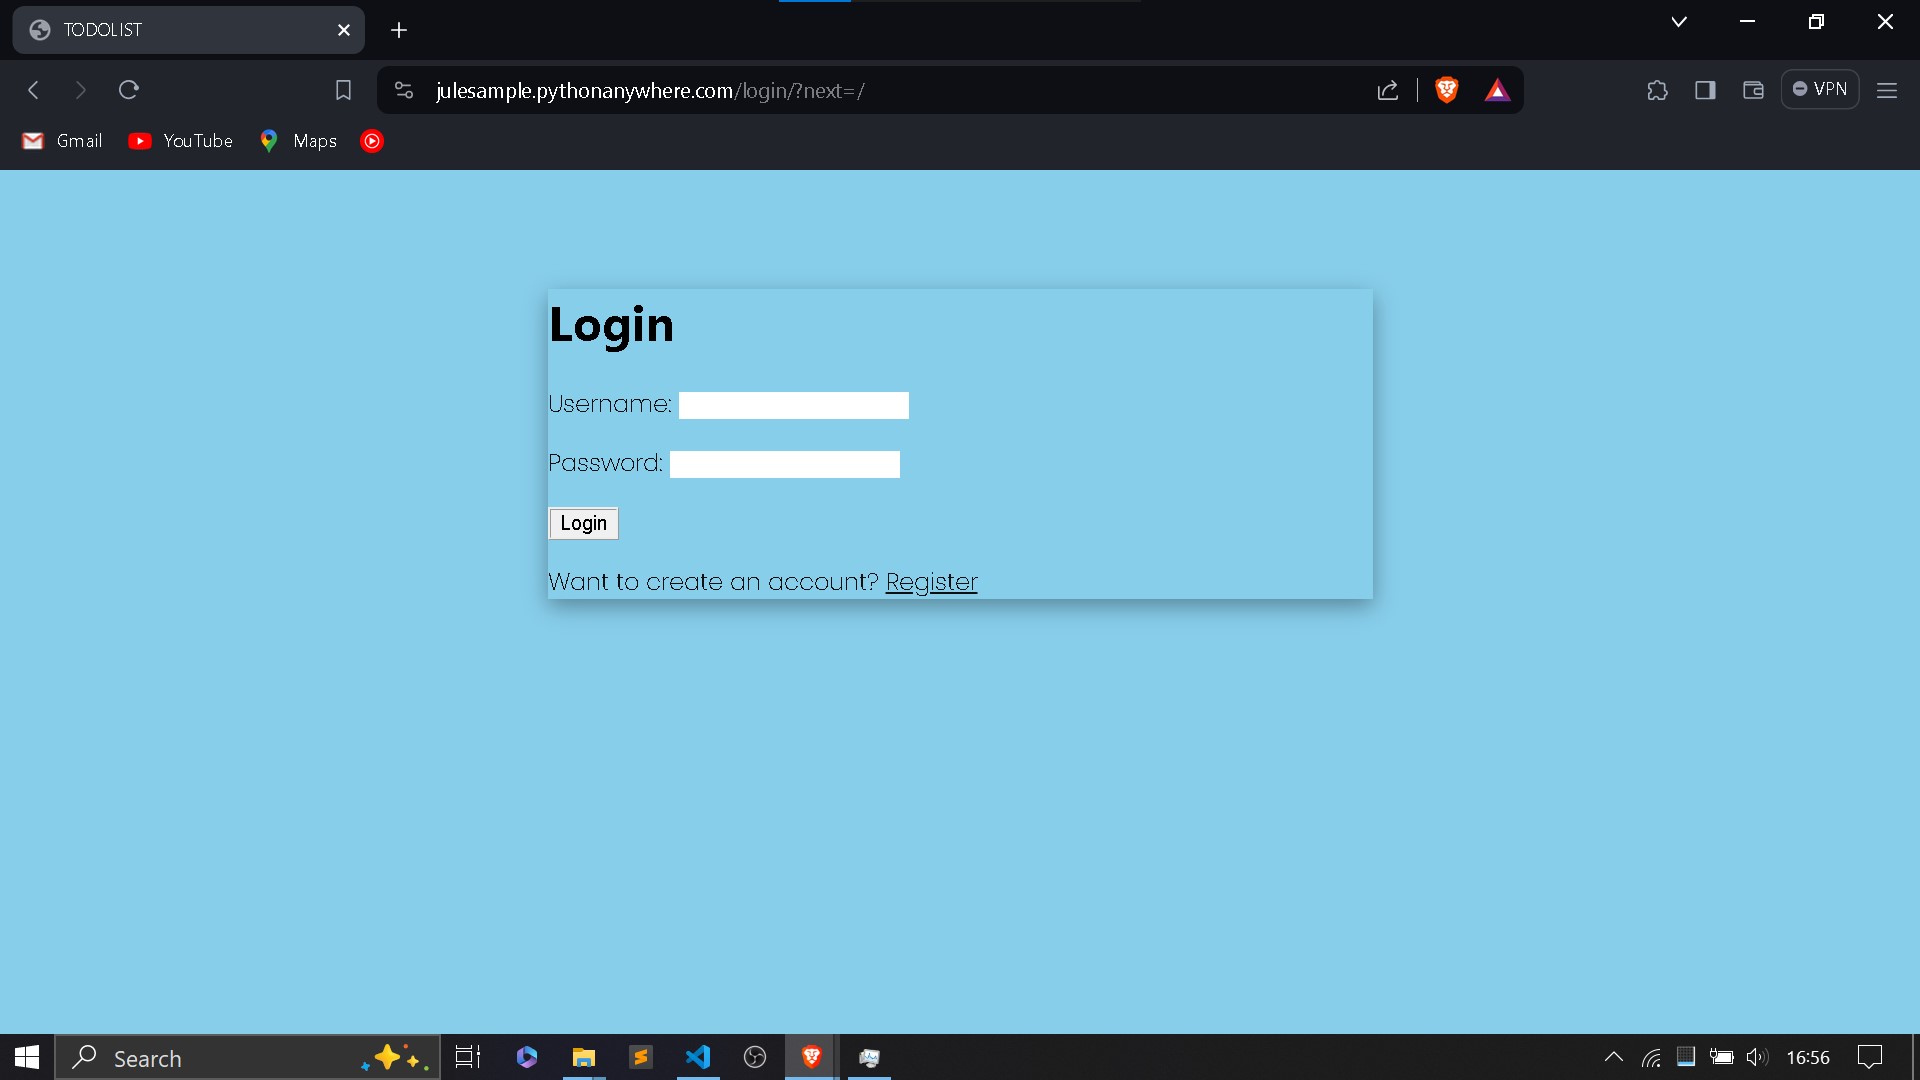 TODOLIST
julesample.pythonanywhere.com/login/?next=/
VPN
Gmail YouTube Maps
Login
Username:
Password:
Login
Want to create an account? Register
Search
16:56